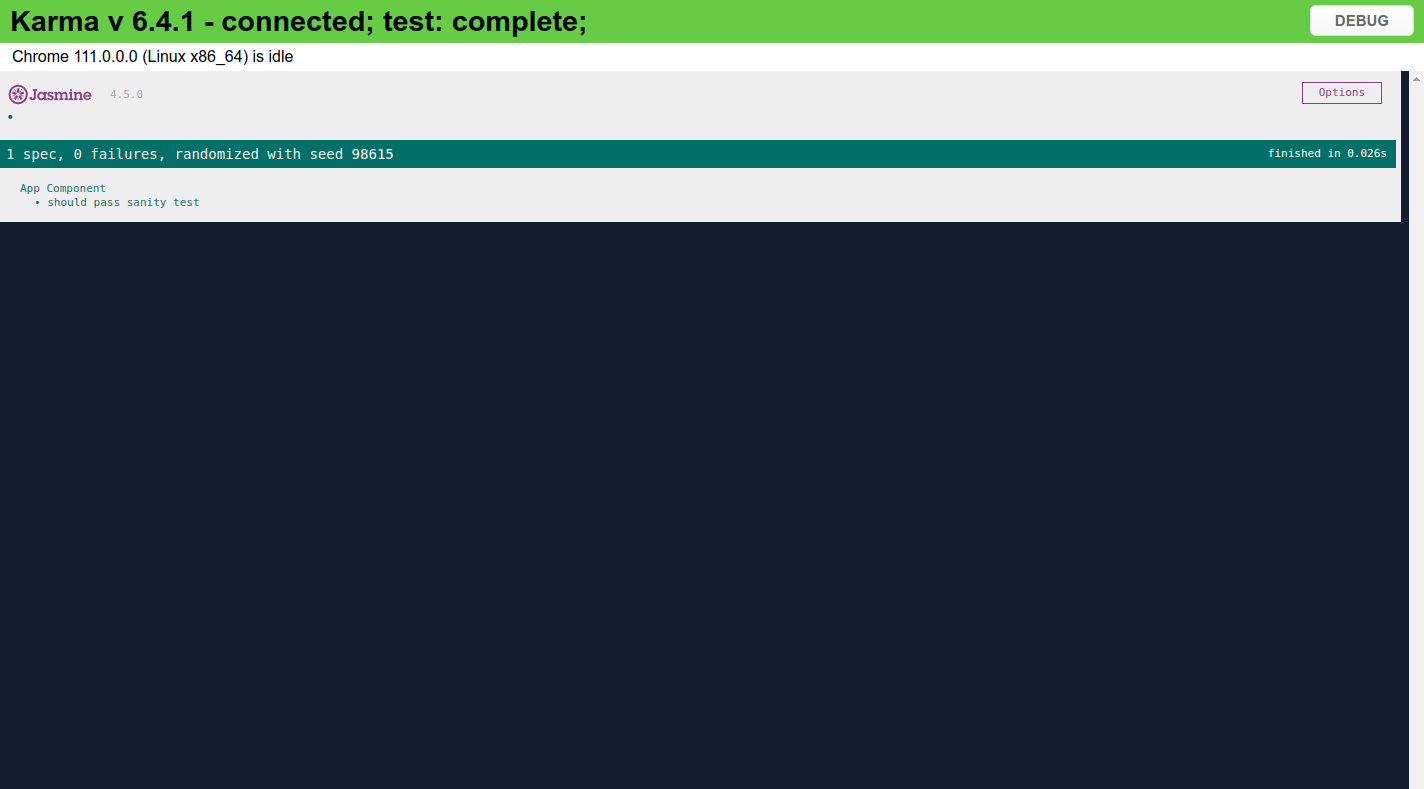 Karma v 6.4.1 - connected; test: complete;
DEBUG
Chrome 111.0.0.0 (Linux x86_64) is idle
Jasmine 4.5.0
Options
•
1 spec, 0 failures, randomized with seed 98615
finished in 0.026s
App Component
• should pass sanity test